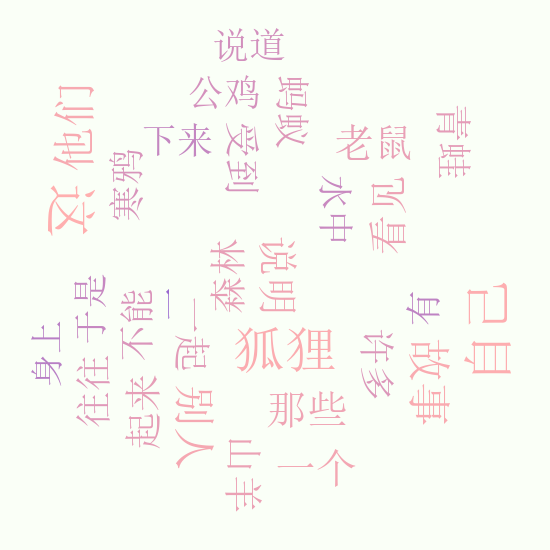 说道
公鸡
蚂蚁
下来
受到
老鼠
青蛙
他们
寒鸦
这
水中
看见
森林
说明
自己
于是
不能
一
一起
有
身上
狐狸
许多
故事
往往
起来
别人
那些
山羊
一个